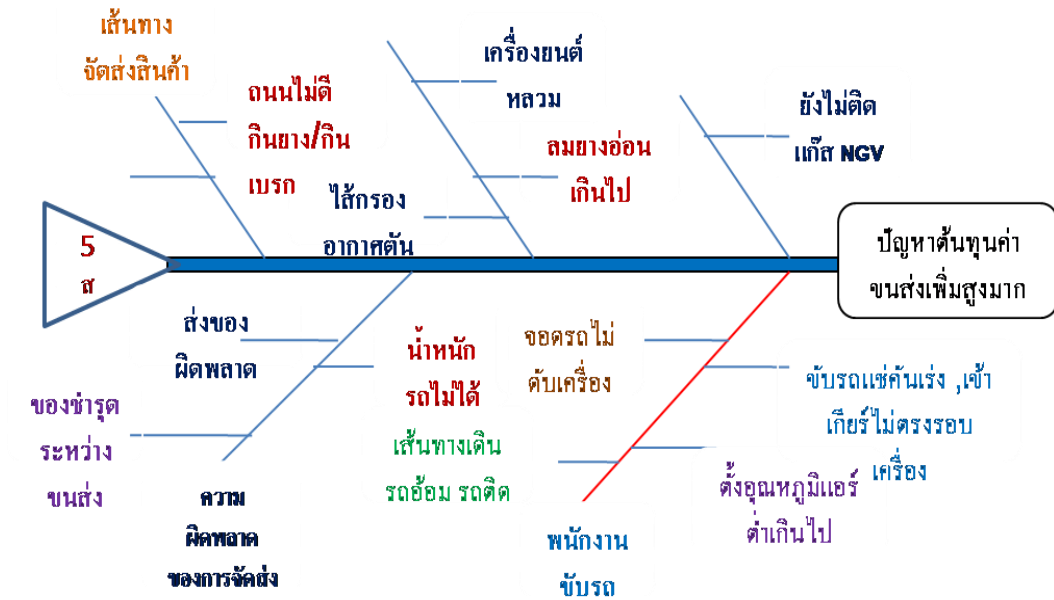 เส้นทาง
จัดส่งสินค้า
ถนนไม่ดี
กินยาง/กิน
เบรก
เครื่องยนต์
หลวม
ลมยางอ่อน
เกินไป
ไส้กรอง
อากาศตัน
ยังไม่ติด
แก๊ส NGV
5
ส
ปัญหาต้นทุนค่า
ขนส่งเพิ่มสูงมาก
ส่งของ
ผิดพลาด
ของชำรุด
ระหว่าง
ขนส่ง
ความ
ผิดพลาด
ของการจัดส่ง
น้ำหนัก
รถไม่ได้
เส้นทางเดิน
รถอ้อม รถติด
จอดรถไม่
ดับเครื่อง
ขับรถแช่คันเร่ง ,เข้า
เกียร์ไม่ตรงรอบ
เครื่อง
ตั้งอุณหภูมิแอร์
ต่ำเกินไป
พนักงาน
ขับรถ